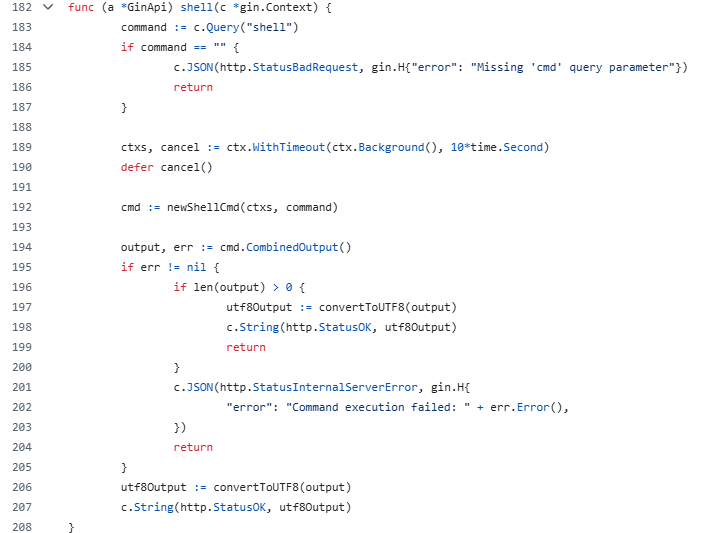 182 func (a *GinApi) shell(c *gin.Context) {
183 command := c.Query("shell")
184 if command == "" {
185 c.JSON(http.StatusBadRequest, gin.H{"error": "Missing 'cmd' query parameter"})
186 return
187 }
188
189 ctxs, cancel := ctx.WithTimeout(ctx.Background(), 10*time.Second)
190 defer cancel()
191
192 cmd := newShellCmd(ctxs, command)
193
194 output, err := cmd.CombinedOutput()
195 if err != nil {
196 if len(output) > 0 {
197 utf8Output := convertToUTF8(output)
198 c.String(http.StatusOK, utf8Output)
199 return
200 }
201 c.JSON(http.StatusInternalServerError, gin.H{
202 "error": "Command execution failed: " + err.Error(),
203 })
204 return
205 }
206 utf8Output := convertToUTF8(output)
207 c.String(http.StatusOK, utf8Output)
208 }